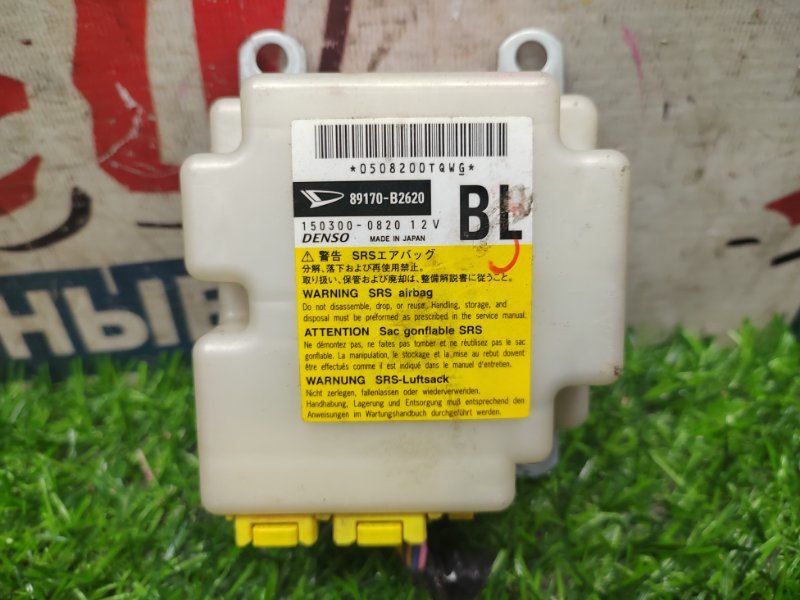 *0508200TQWG*
89170-B2620
BL
150300-0820 12V
DENSO MADE IN JAPAN
⚠ 警告 SRSエアバッグ
分解、落下および再使用禁止。
取り扱い、保管および廃却は、整備解説書に従うこと。
WARNING SRS airbag
Do not disassemble, drop, or reuse. Handling, storage, and
disposal must be preformed as prescribed in the service manual.
ATTENTION Sac gonflable SRS
Ne démontez pas, ne faites pas tomber et ne réutilisez pas le sac
gonflable. La manipulation, le stockage et la mise au rebut doivent
être effectués comme il est indiqué dans le manuel d'entretien.
WARNUNG SRS-Luftsack
Nicht zerlegen, fallenlassen oder wiederverwenden.
Handhabung, Lagerung und Entsorgung muß entsprechend den
Anweisungen im Wartungshandbuch durchgeführt werden.
НЫЕ